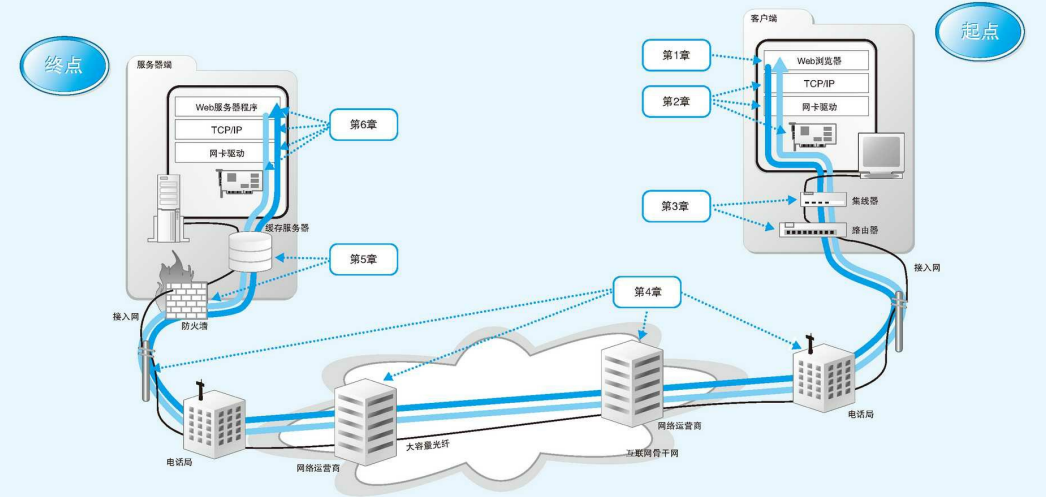 终点
服务器端
Web服务器程序
TCP/IP
网卡驱动
第6章
缓存服务器
第5章
防火墙
接入网
电话局
网络运营商
大容量光纤
第4章
互联网骨干网
网络运营商
电话局
客户端
起点
第1章
Web浏览器
第2章
TCP/IP
网卡驱动
第3章
集线器
路由器
接入网